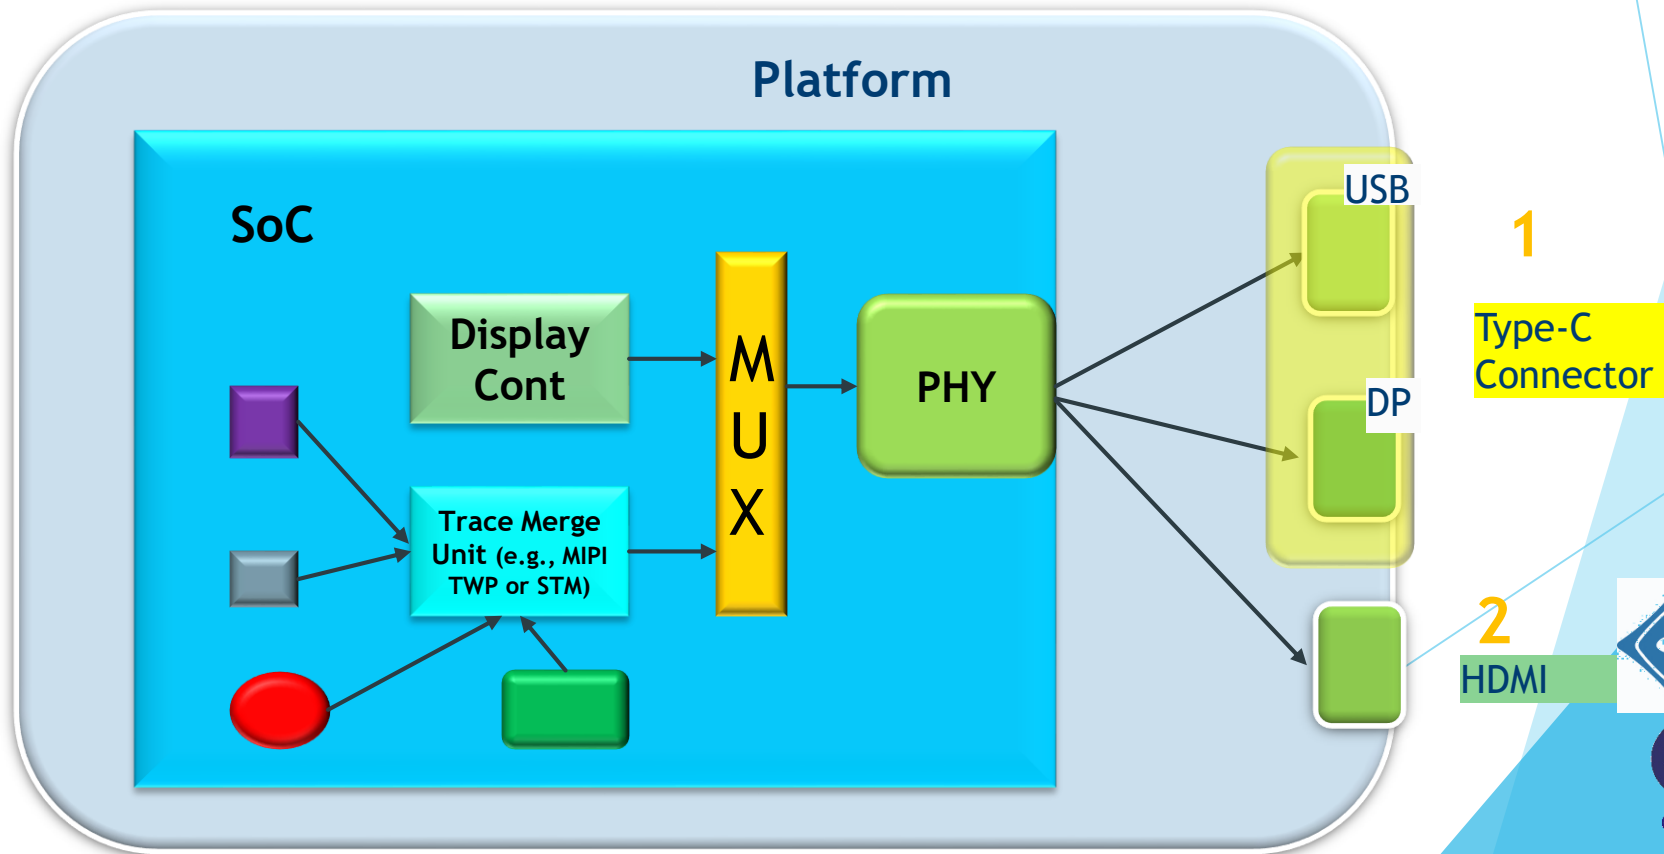 Platform
SoC
Display
Cont
Trace Merge
Unit (e.g., MIPI
TWP or STM)
M
U
X
PHY
USB
DP
1
Type-C
Connector
2
HDMI